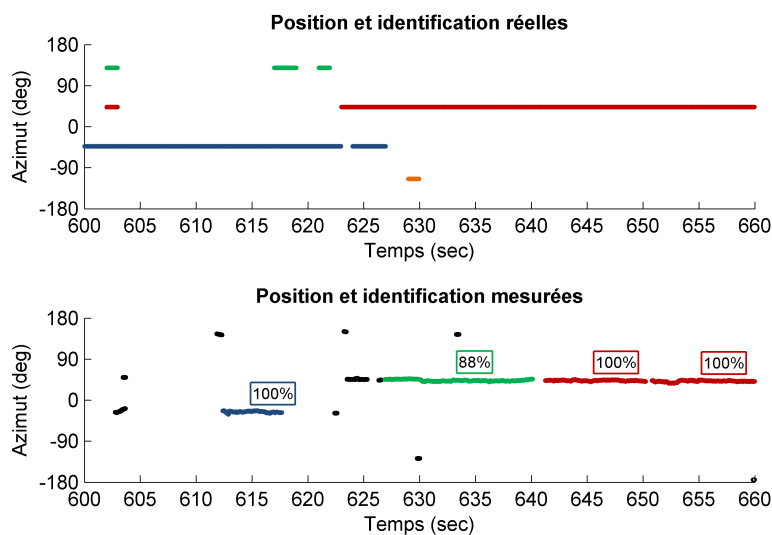 Position et identification réelles
Azimut (deg)
180
90
0
-90
-180
600 605 610 615 620 625 630 635 640 645 650 655 660
Temps (sec)
Position et identification mesurées
Azimut (deg)
180
90
0
-90
-180
100%
88%
100%
100%
600 605 610 615 620 625 630 635 640 645 650 655 660
Temps (sec)